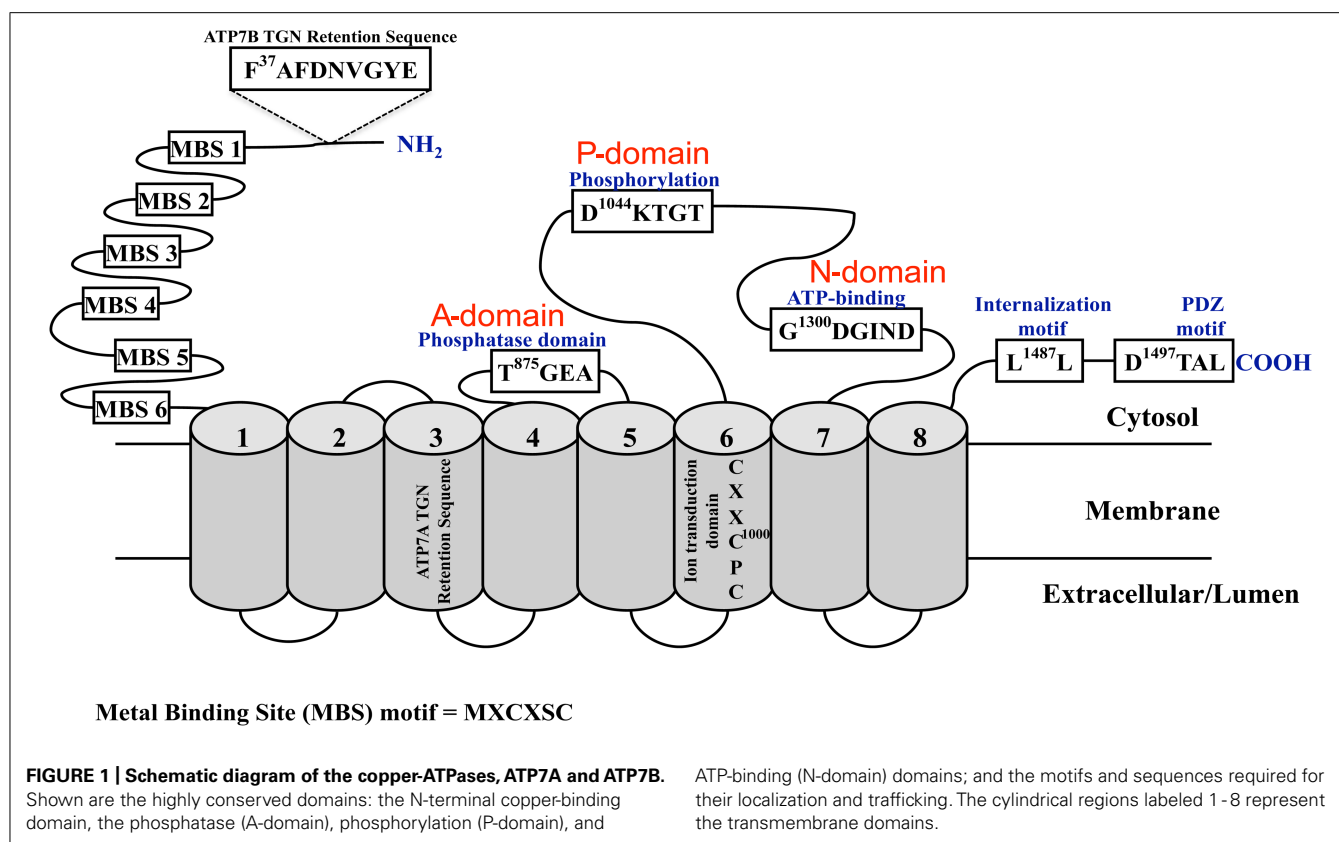 ATP7B TGN Retention Sequence
F³⁷AFDNVGYE
MBS 1
NH₂
MBS 2
MBS 3
MBS 4
MBS 5
MBS 6
P-domain
Phosphorylation
D¹⁰⁴⁴KTGT
N-domain
ATP-binding
G¹³⁰⁰DGIND
A-domain
Phosphatase domain
T⁸⁷⁵GEA
Internalization
motif
L¹⁴⁸⁷L
PDZ
motif
D¹⁴⁹⁷TAL
COOH
Cytosol
1 2 3 4 5 6 7 8
ATP7A TGN
Retention Sequence
Ion transduction
domain
C
X
X
C¹⁰⁰⁰
P
C
Membrane
Extracellular/Lumen
Metal Binding Site (MBS) motif = MXCXSC
FIGURE 1 | Schematic diagram of the copper-ATPases, ATP7A and ATP7B.
Shown are the highly conserved domains: the N-terminal copper-binding
domain, the phosphatase (A-domain), phosphorylation (P-domain), and
ATP-binding (N-domain) domains; and the motifs and sequences required for
their localization and trafficking. The cylindrical regions labeled 1-8 represent
the transmembrane domains.